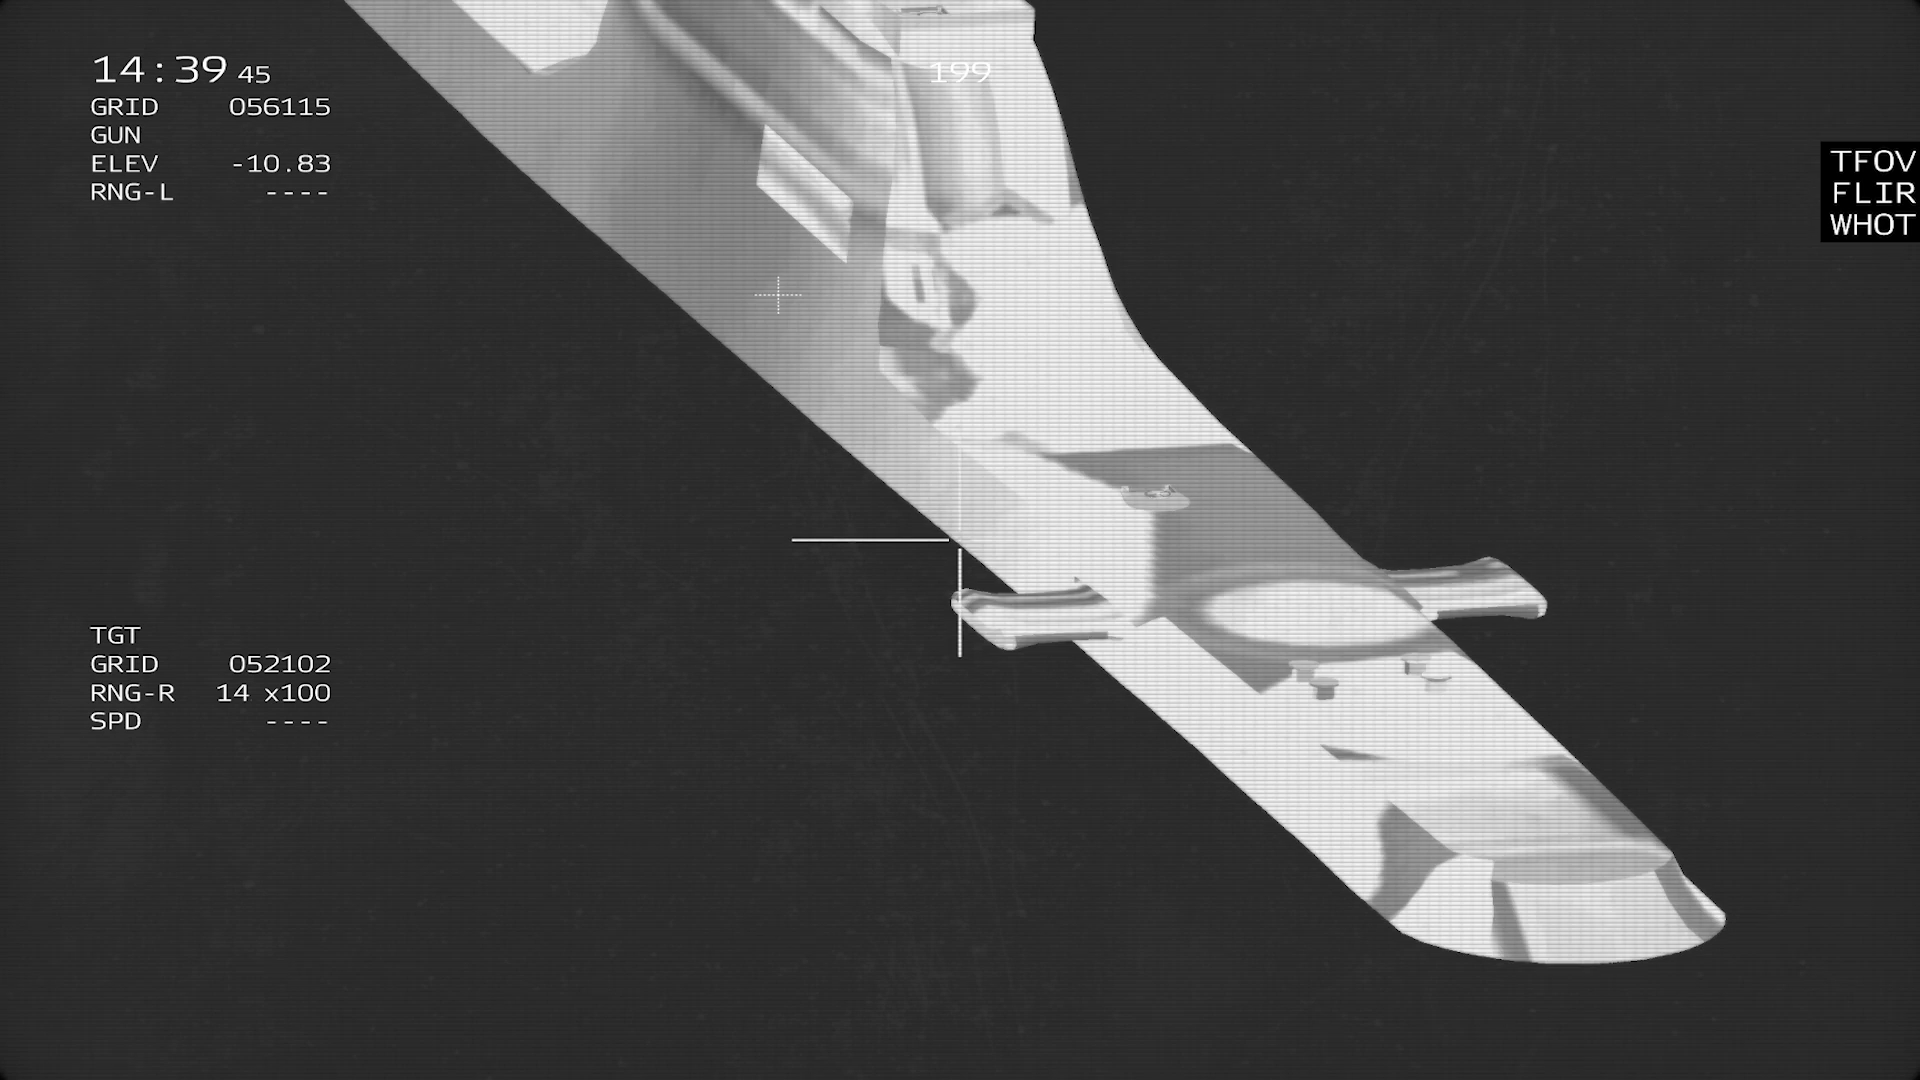 14:39 45
199
GRID 056115
GUN
ELEV -10.83
RNG-L ----
TFOV
FLIR
WHOT
TGT
GRID 052102
RNG-R 14 x100
SPD ----